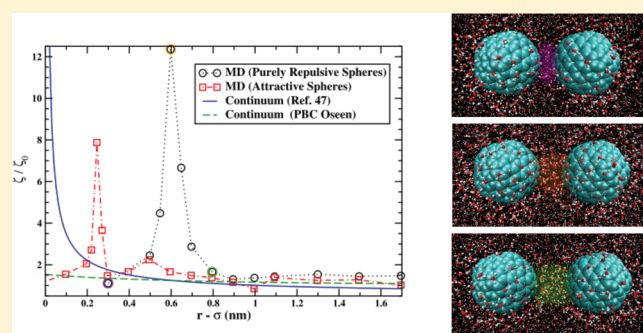 12
10
8
6
4
2
0
ζ / ζ0
MD (Purely Repulsive Spheres)
MD (Attractive Spheres)
Continuum (Ref. 47)
Continuum (PBC Oseen)
0 0.2 0.4 0.6 0.8 1 1.2 1.4 1.6
r - σ (nm)